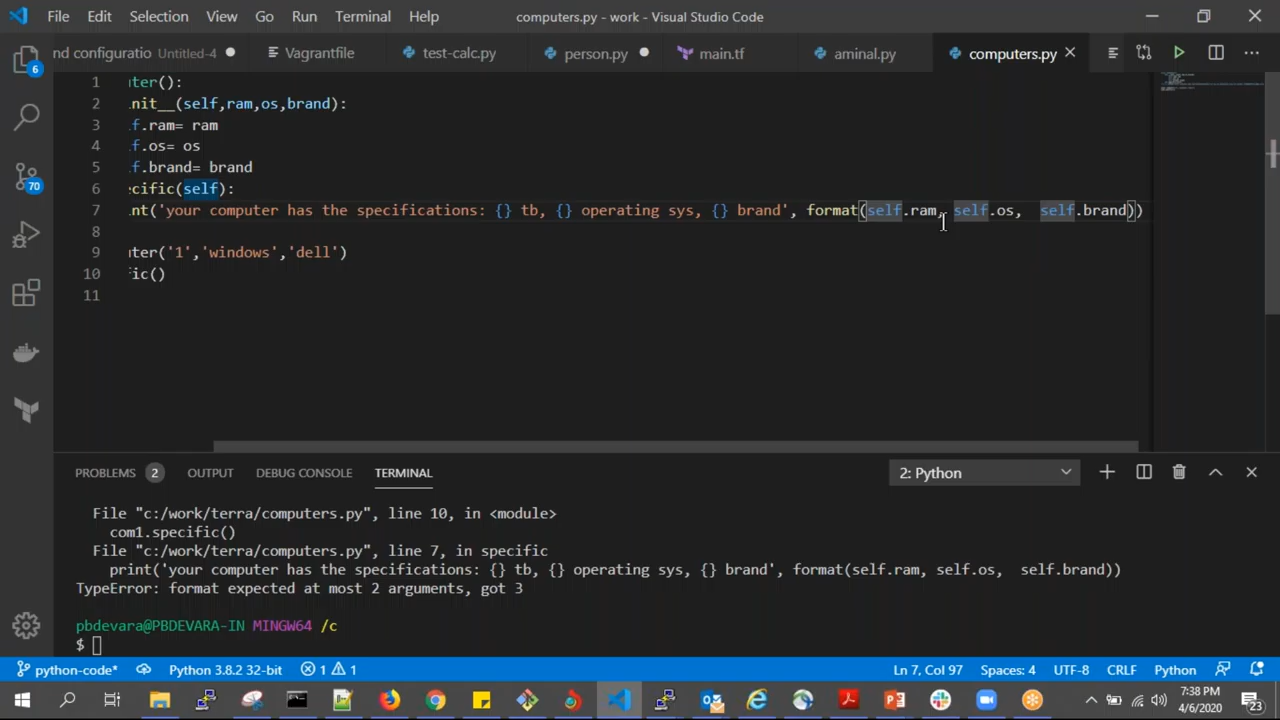 File Edit Selection View Go Run Terminal Help computers.py - work - Visual Studio Code
nd configuratio Untitled-4 Vagrantfile test-calc.py person.py main.tf aminal.py computers.py
6
70
1 uter():
2 nit__(self,ram,os,brand):
3 f.ram= ram
4 f.os= os
5 f.brand= brand
6 ecific(self):
7 nt('your computer has the specifications: {} tb, {} operating sys, {} brand', format(self.ram, self.os,  self.brand))
8
9 uter('1','windows','dell')
10 fic()
11
PROBLEMS 2 OUTPUT DEBUG CONSOLE TERMINAL 2: Python
File "c:/work/terra/computers.py", line 10, in <module>
com1.specific()
File "c:/work/terra/computers.py", line 7, in specific
print('your computer has the specifications: {} tb, {} operating sys, {} brand', format(self.ram, self.os,  self.brand))
TypeError: format expected at most 2 arguments, got 3
pbdevara@PBDEVARA-IN MINGW64 /c
$
python-code* Python 3.8.2 32-bit 1 1 Ln 7, Col 97 Spaces: 4 UTF-8 CRLF Python
7:38 PM
4/6/2020
23